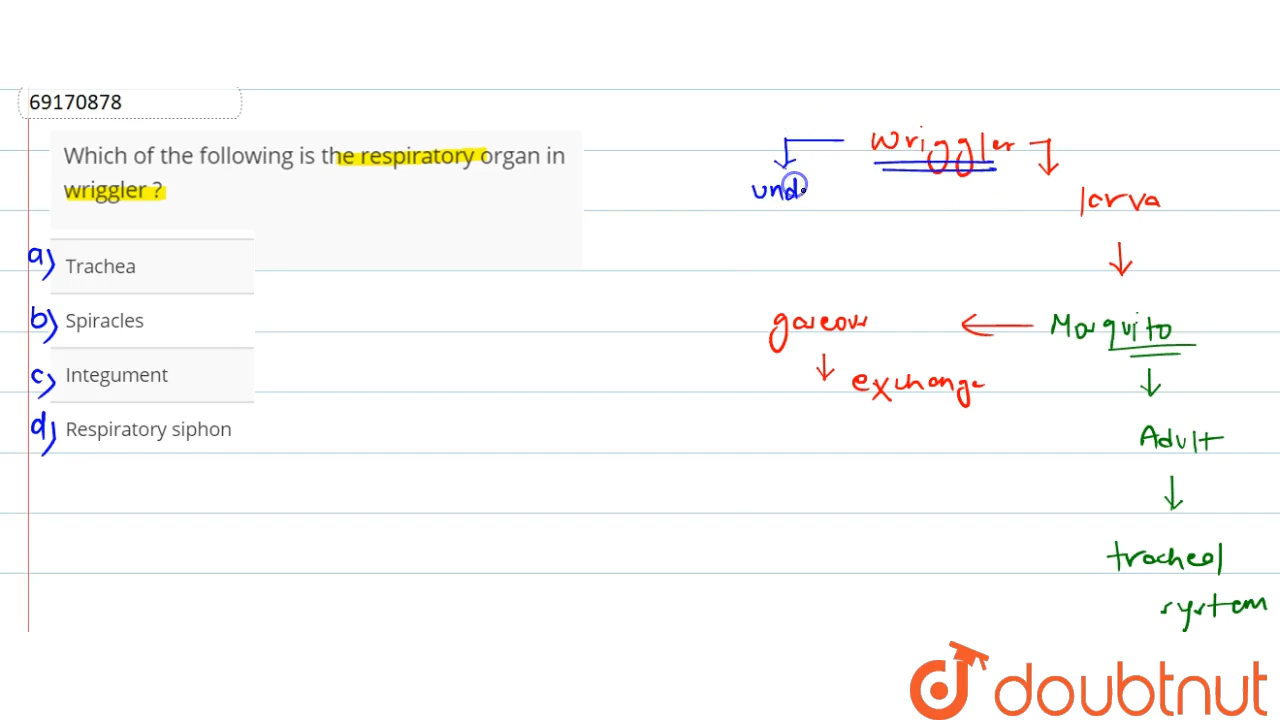 69170878
Which of the following is the respiratory organ in
wriggler ?
a) Trachea
b) Spiracles
c) Integument
d) Respiratory siphon
Wriggler
und
larva
Mosquito
gaseous
exchange
Adult
tracheal
system
doubtnut